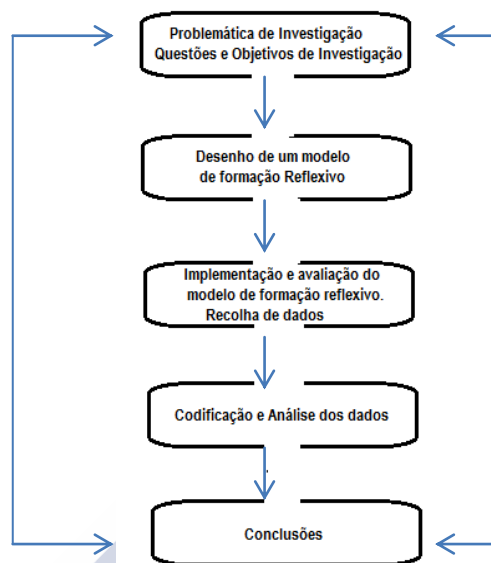 Problemática de Investigação
Questões e Objetivos de Investigação
Desenho de um modelo
de formação Reflexivo
Implementação e avaliação do
modelo de formação reflexivo.
Recolha de dados
Codificação e Análise dos dados
Conclusões